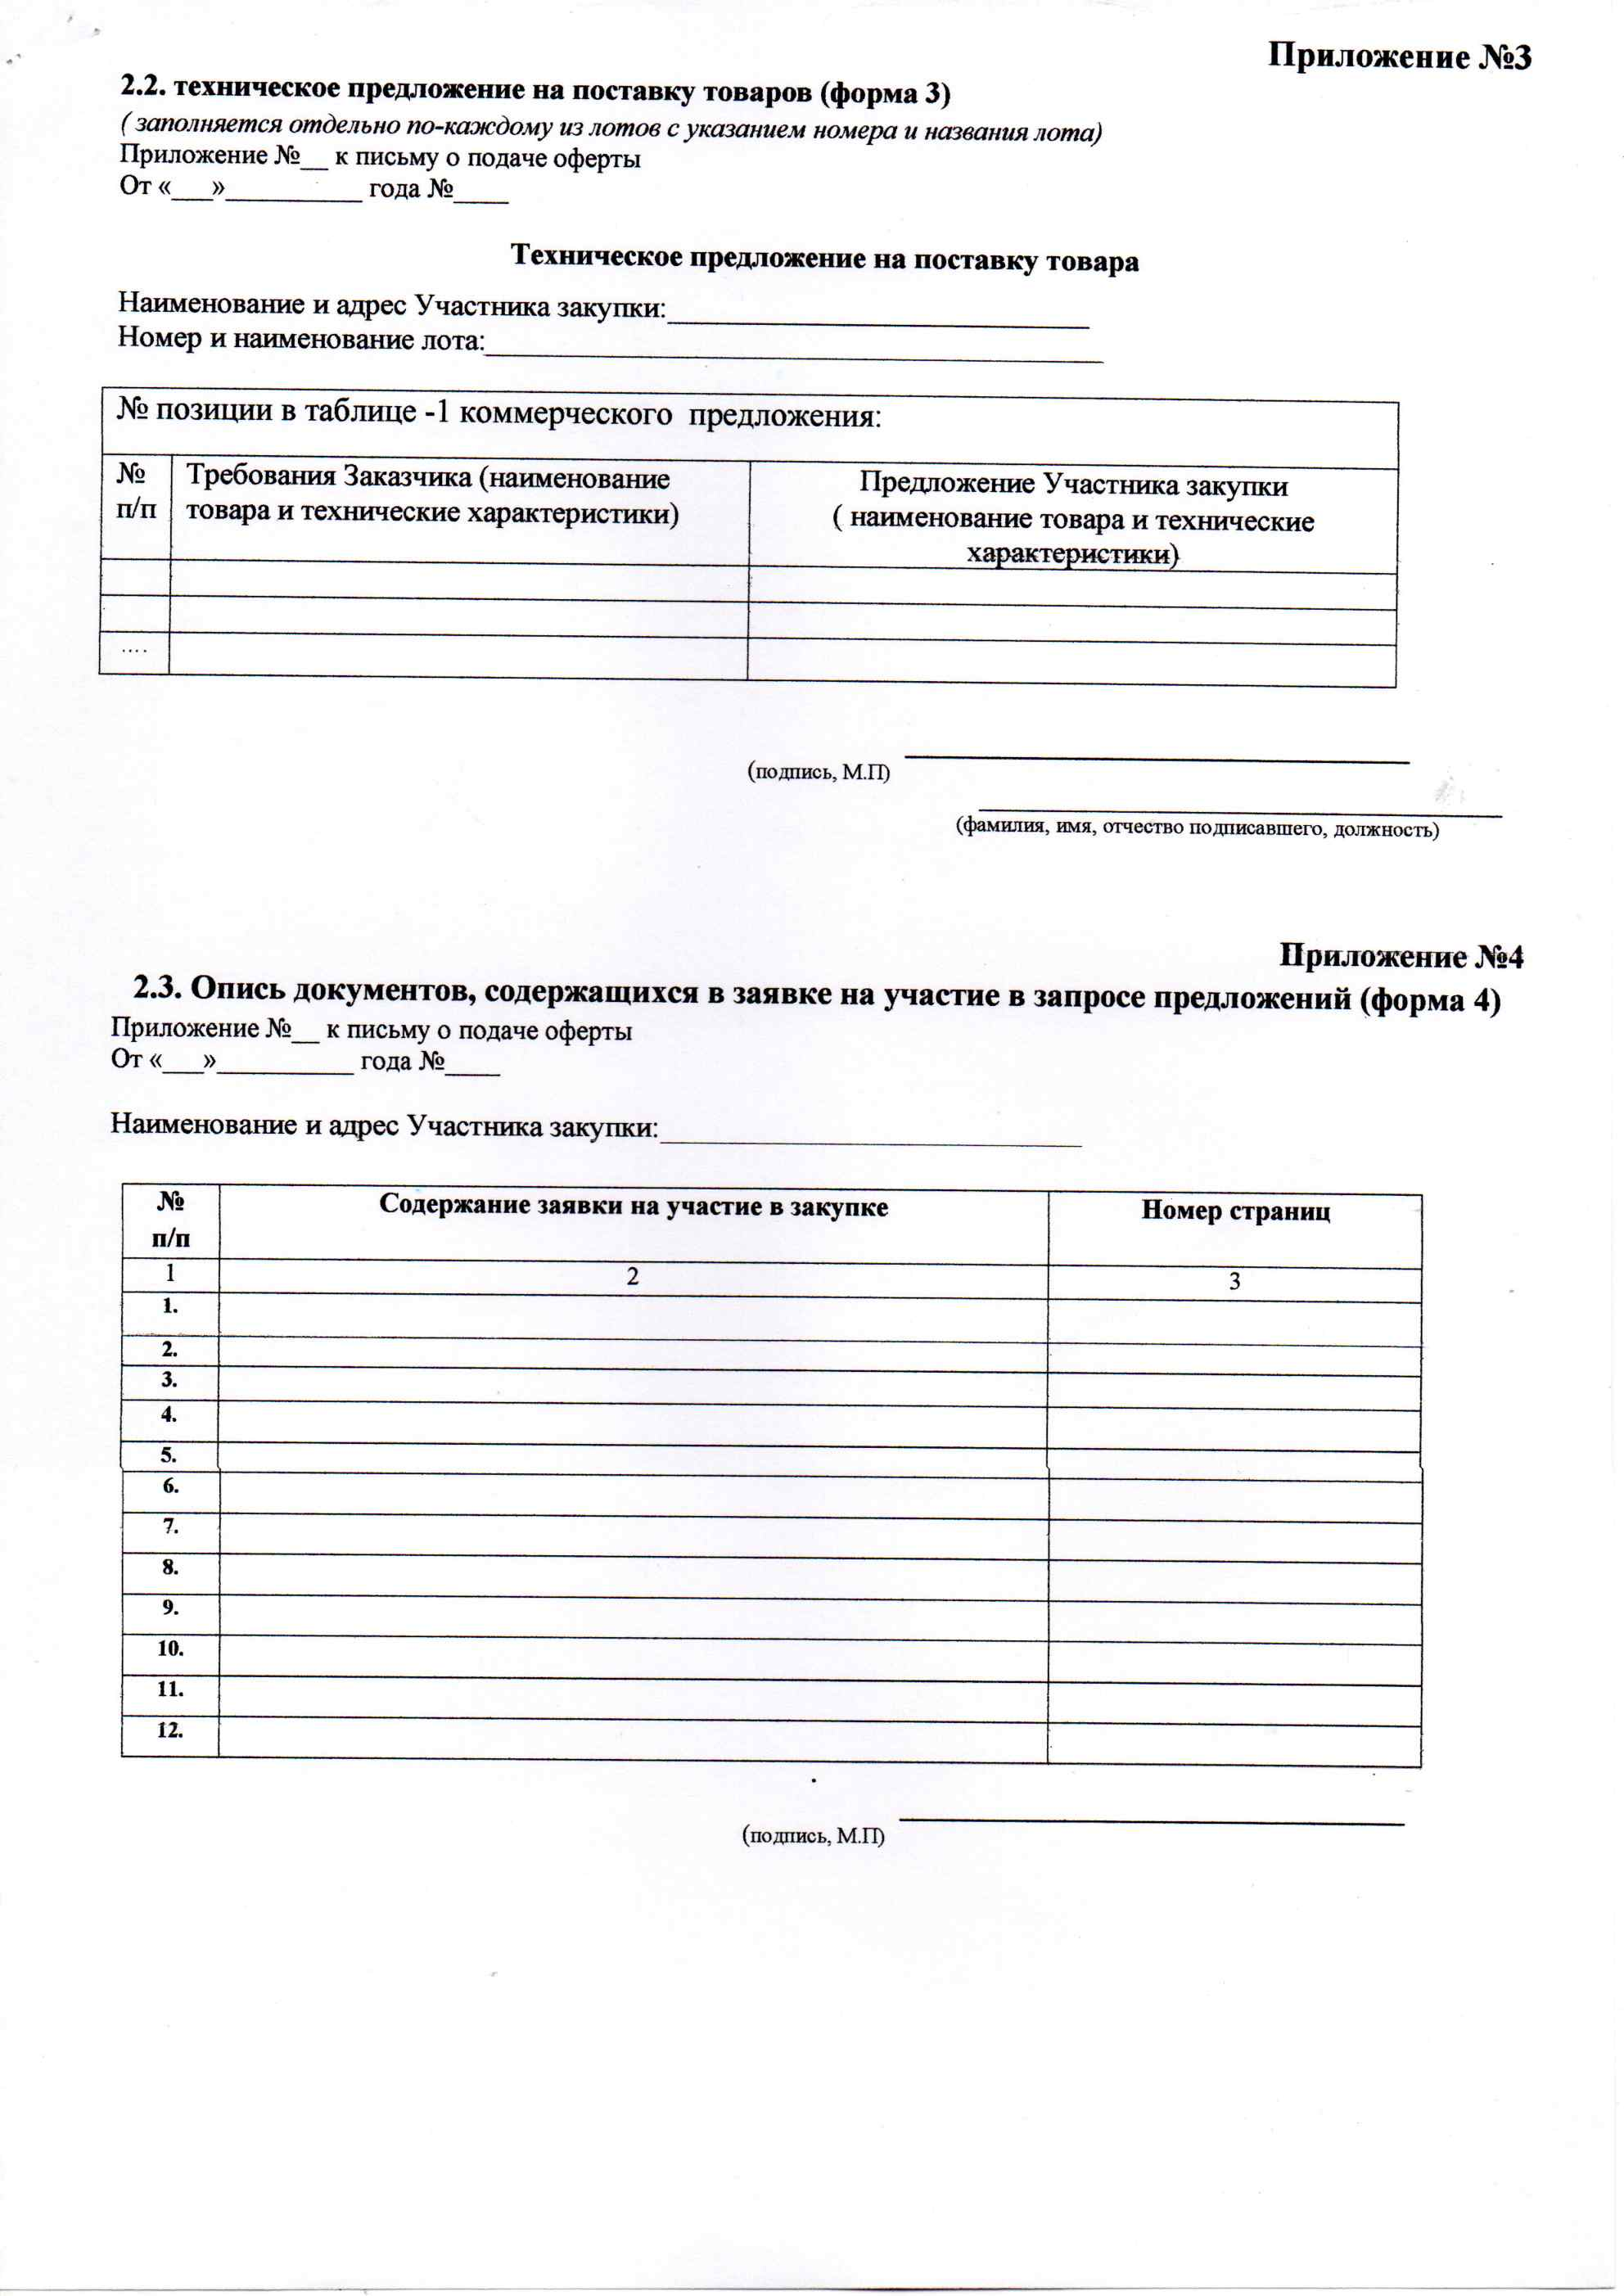 Приложение №3
2.2. техническое предложение на поставку товаров (форма 3)
( заполняется отдельно по-каждому из лотов с указанием номера и названия лота)
Приложение №__ к письму о подаче оферты
От «___»__________ года №____
Техническое предложение на поставку товара
Наименование и адрес Участника закупки:______________________________
Номер и наименование лота:____________________________________________
№ позиции в таблице -1 коммерческого предложения:
№
п/п
Требования Заказчика (наименование
товара и технические характеристики)
Предложение Участника закупки
( наименование товара и технические
характеристики)
....
(подпись, М.П)
(фамилия, имя, отчество подписавшего, должность)
Приложение №4
2.3. Опись документов, содержащихся в заявке на участие в запросе предложений (форма 4)
Приложение №__ к письму о подаче оферты
От «___»__________ года №____
Наименование и адрес Участника закупки:______________________________
№
п/п
Содержание заявки на участие в закупке
Номер страниц
1
2
3
1.
2.
3.
4.
5.
6.
7.
8.
9.
10.
11.
12.
(подпись, М.П)